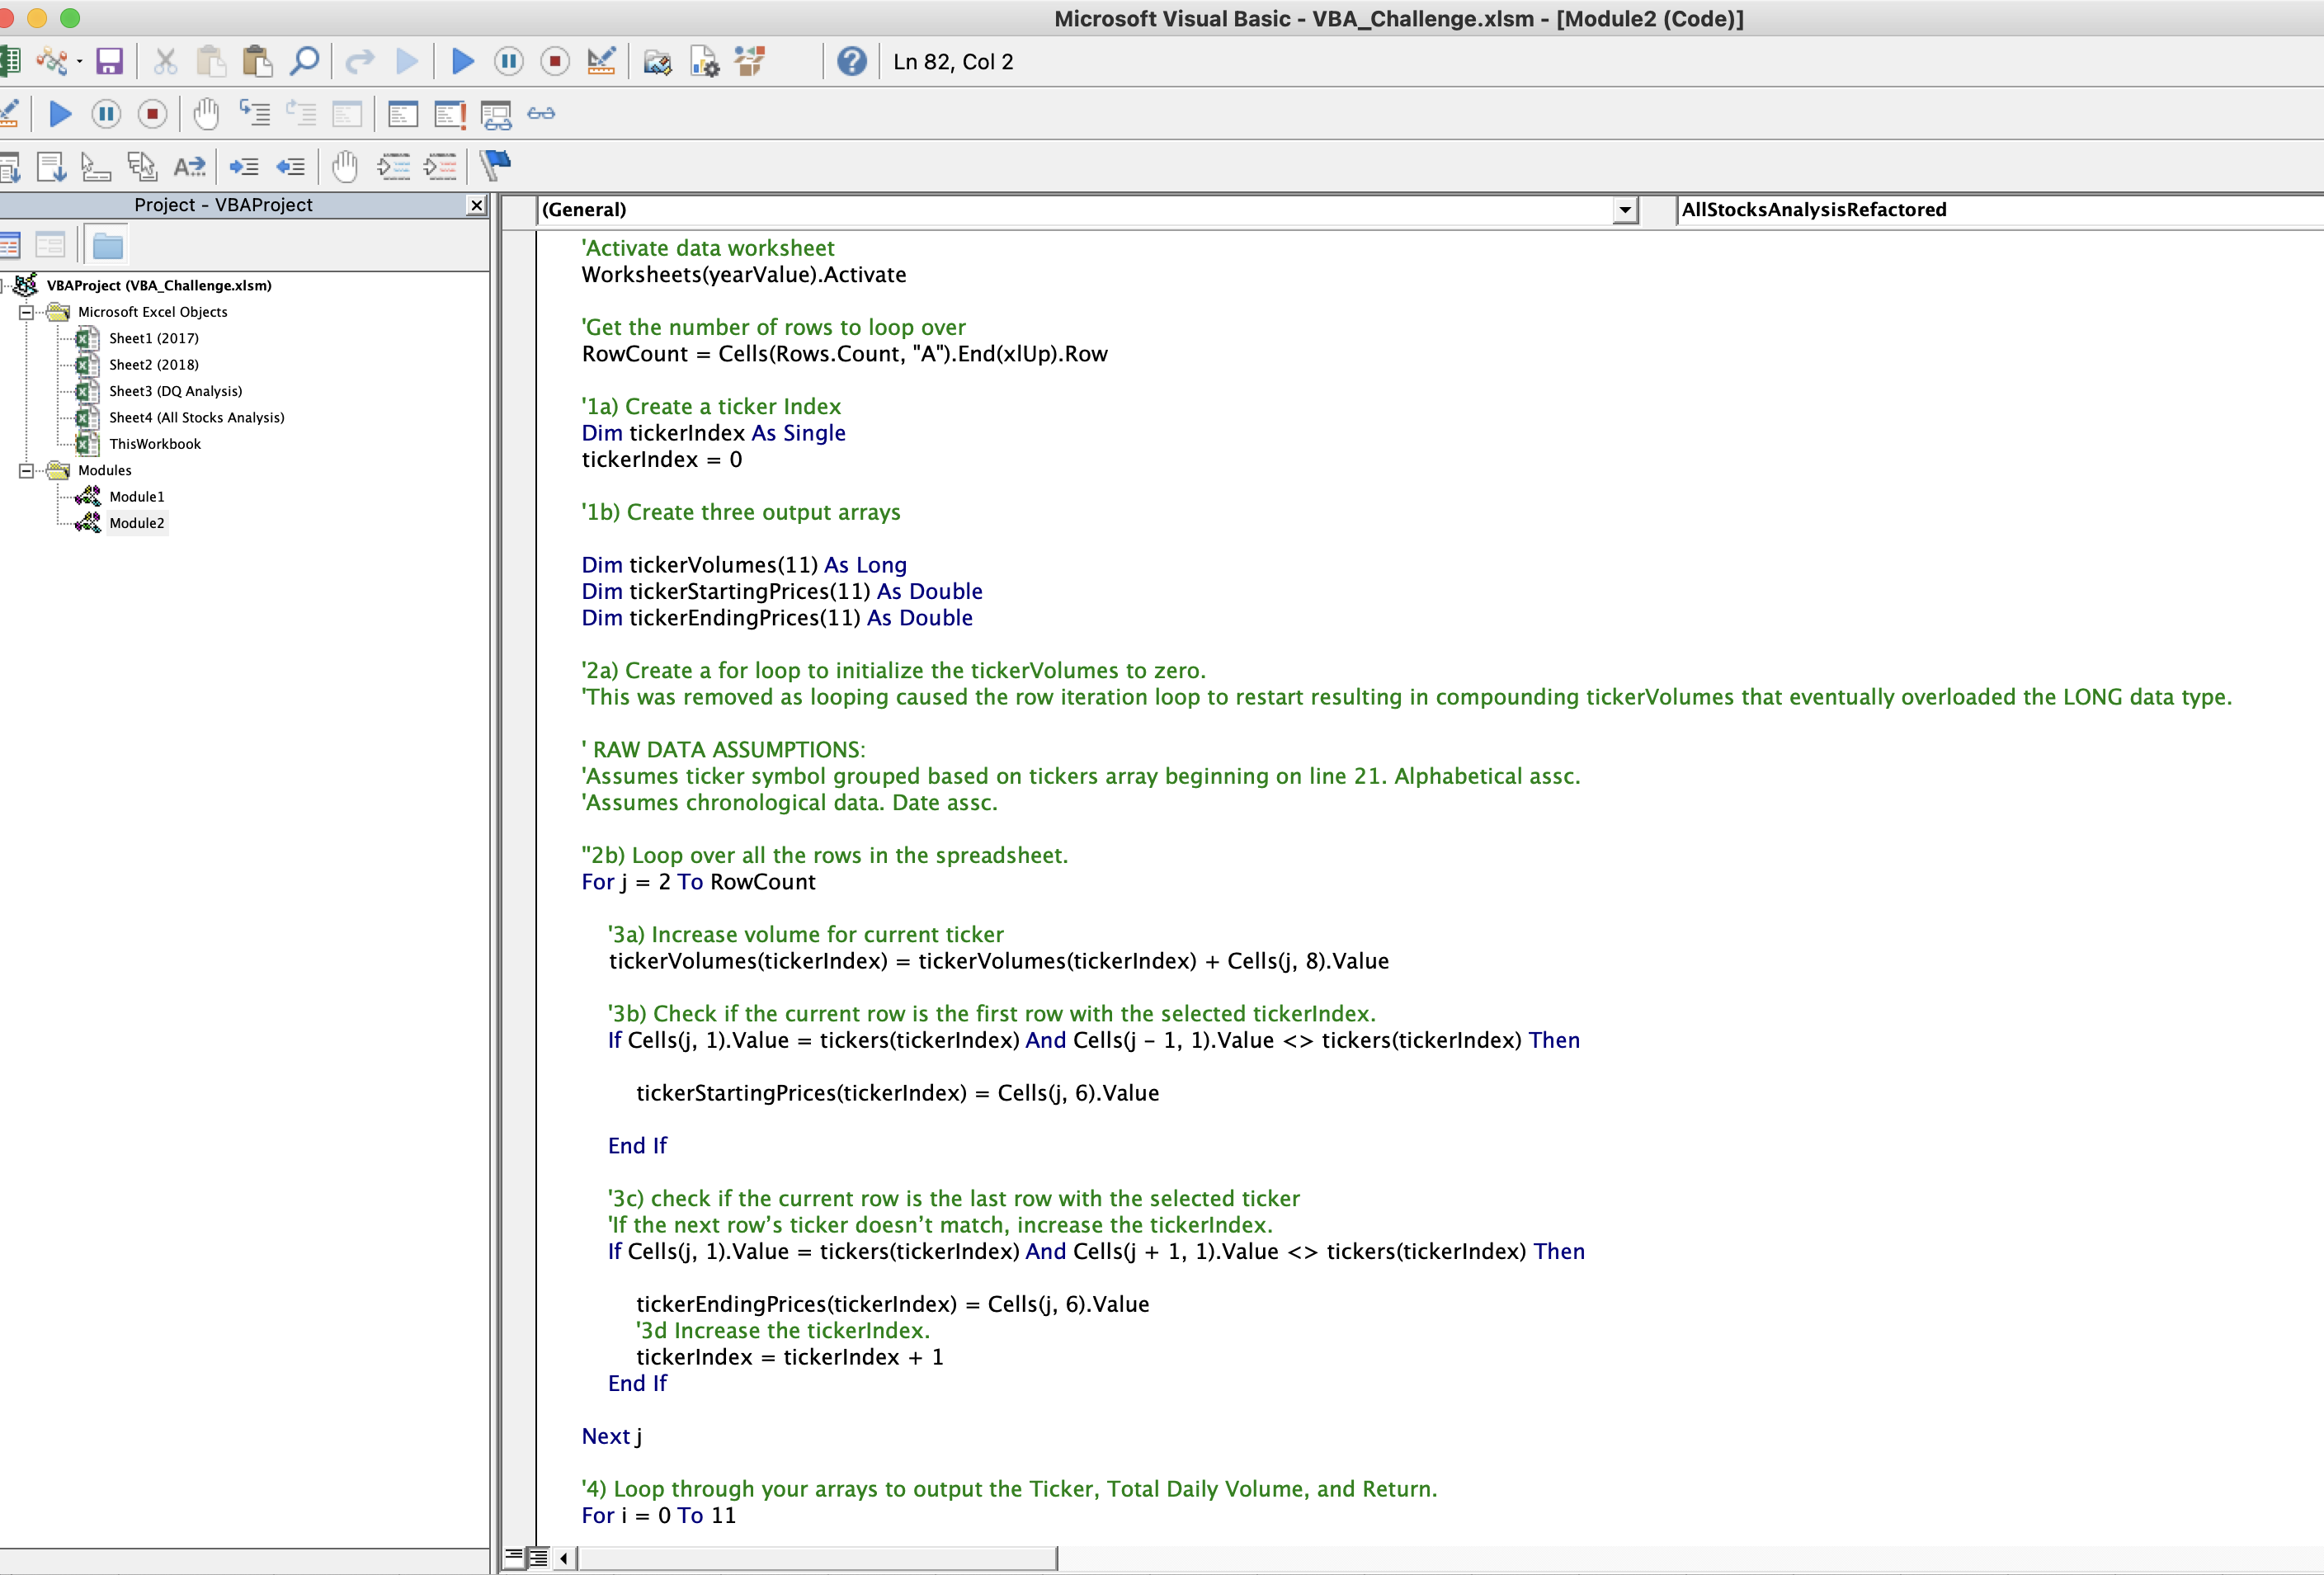 Microsoft Visual Basic - VBA_Challenge.xlsm - [Module2 (Code)]
Ln 82, Col 2
Project - VBAProject
VBAProject (VBA_Challenge.xlsm)
Microsoft Excel Objects
Sheet1 (2017)
Sheet2 (2018)
Sheet3 (DQ Analysis)
Sheet4 (All Stocks Analysis)
ThisWorkbook
Modules
Module1
Module2
(General)
AllStocksAnalysisRefactored
'Activate data worksheet
Worksheets(yearValue).Activate
'Get the number of rows to loop over
RowCount = Cells(Rows.Count, "A").End(xlUp).Row
'1a) Create a ticker Index
Dim tickerIndex As Single
tickerIndex = 0
'1b) Create three output arrays
Dim tickerVolumes(11) As Long
Dim tickerStartingPrices(11) As Double
Dim tickerEndingPrices(11) As Double
'2a) Create a for loop to initialize the tickerVolumes to zero.
'This was removed as looping caused the row iteration loop to restart resulting in compounding tickerVolumes that eventually overloaded the LONG data type.
' RAW DATA ASSUMPTIONS:
'Assumes ticker symbol grouped based on tickers array beginning on line 21. Alphabetical assc.
'Assumes chronological data. Date assc.
''2b) Loop over all the rows in the spreadsheet.
For j = 2 To RowCount
'3a) Increase volume for current ticker
tickerVolumes(tickerIndex) = tickerVolumes(tickerIndex) + Cells(j, 8).Value
'3b) Check if the current row is the first row with the selected tickerIndex.
If Cells(j, 1).Value = tickers(tickerIndex) And Cells(j - 1, 1).Value <> tickers(tickerIndex) Then
tickerStartingPrices(tickerIndex) = Cells(j, 6).Value
End If
'3c) check if the current row is the last row with the selected ticker
'If the next row’s ticker doesn’t match, increase the tickerIndex.
If Cells(j, 1).Value = tickers(tickerIndex) And Cells(j + 1, 1).Value <> tickers(tickerIndex) Then
tickerEndingPrices(tickerIndex) = Cells(j, 6).Value
'3d Increase the tickerIndex.
tickerIndex = tickerIndex + 1
End If
Next j
'4) Loop through your arrays to output the Ticker, Total Daily Volume, and Return.
For i = 0 To 11